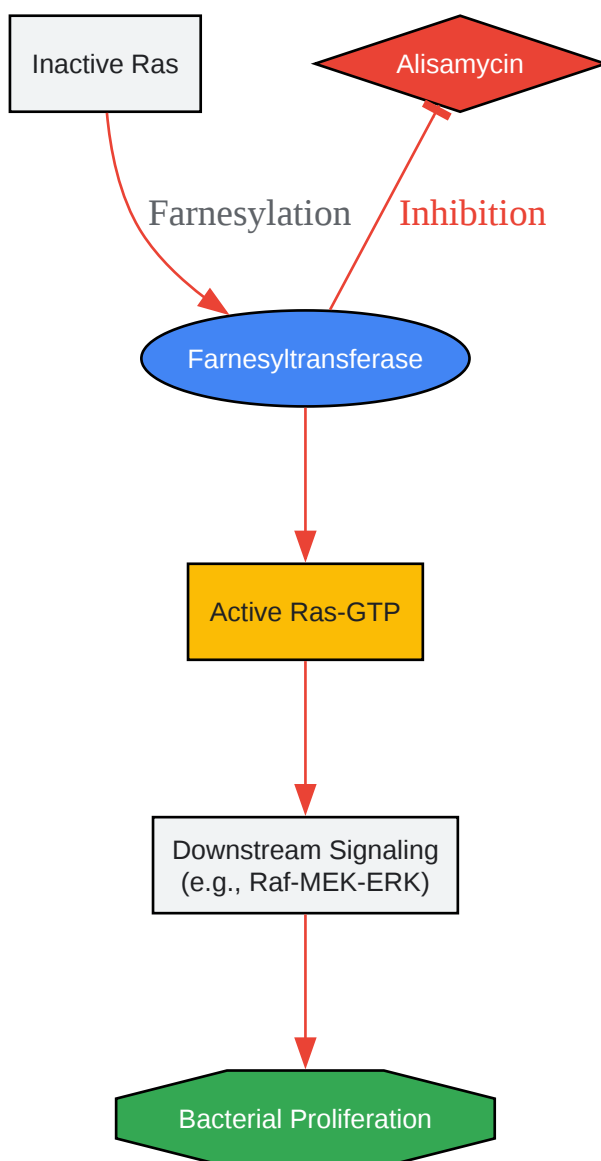 Inactive Ras
Alisamycin
Farnesylation
Inhibition
Farnesyltransferase
Active Ras-GTP
Downstream Signaling
(e.g., Raf-MEK-ERK)
Bacterial Proliferation